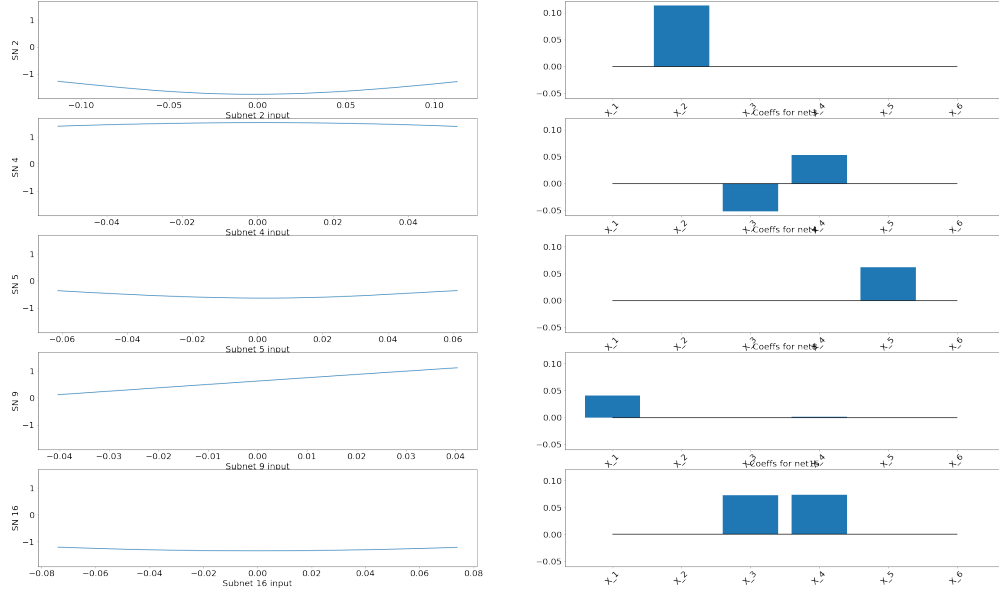 SN 2
1
0
−1
−0.10 −0.05 0.00 0.05 0.10
Subnet 2 input
0.10
0.05
0.00
−0.05
X_1 X_2 X_3 X_4 X_5 X_6
SN 4
1
0
−1
−0.04 −0.02 0.00 0.02 0.04
Subnet 4 input
Coeffs for net
0.10
0.05
0.00
−0.05
X_1 X_2 X_3 X_4 X_5 X_6
SN 5
1
0
−1
−0.06 −0.04 −0.02 0.00 0.02 0.04 0.06
Subnet 5 input
Coeffs for net
0.10
0.05
0.00
−0.05
X_1 X_2 X_3 X_4 X_5 X_6
SN 9
1
0
−1
−0.04 −0.03 −0.02 −0.01 0.00 0.01 0.02 0.03 0.04
Subnet 9 input
Coeffs for net
0.10
0.05
0.00
−0.05
X_1 X_2 X_3 X_4 X_5 X_6
SN 16
1
0
−1
−0.08 −0.06 −0.04 −0.02 0.00 0.02 0.04 0.06 0.08
Subnet 16 input
Coeffs for net
0.10
0.05
0.00
−0.05
X_1 X_2 X_3 X_4 X_5 X_6